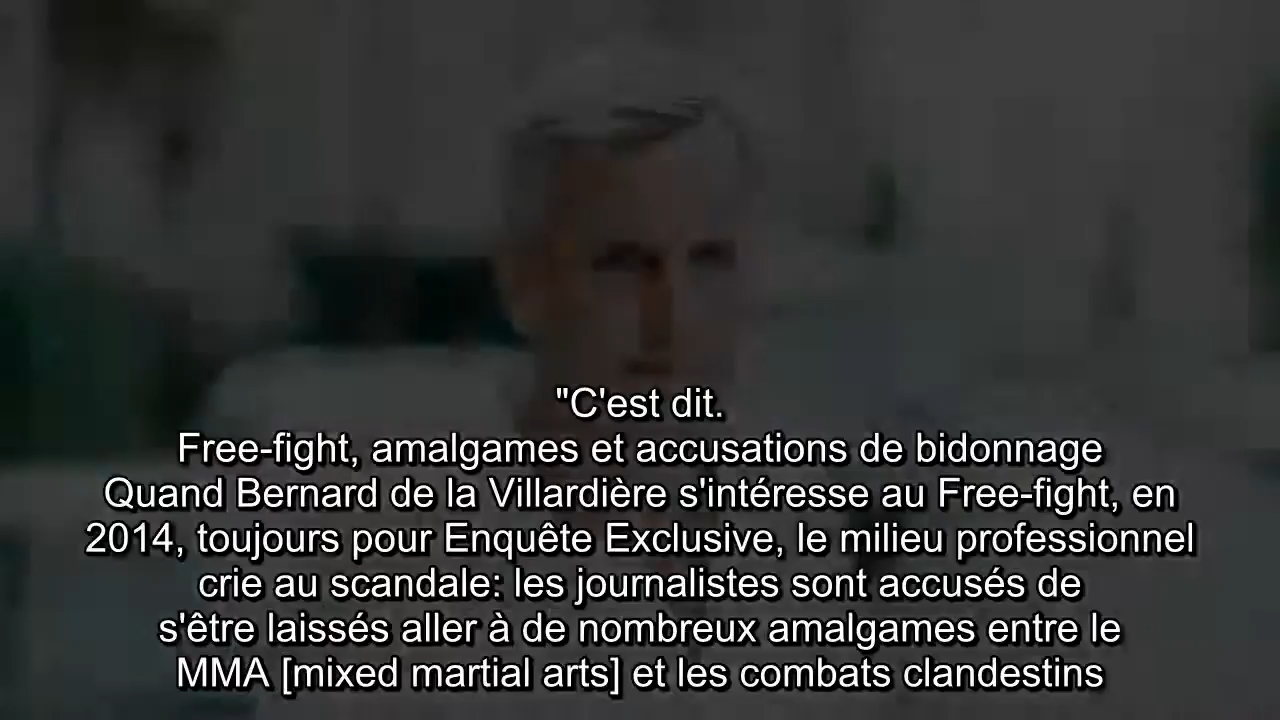 "C'est dit.
Free-fight, amalgames et accusations de bidonnage
Quand Bernard de la Villardière s'intéresse au Free-fight, en
2014, toujours pour Enquête Exclusive, le milieu professionnel
crie au scandale: les journalistes sont accusés de
s'être laissés aller à de nombreux amalgames entre le
MMA [mixed martial arts] et les combats clandestins